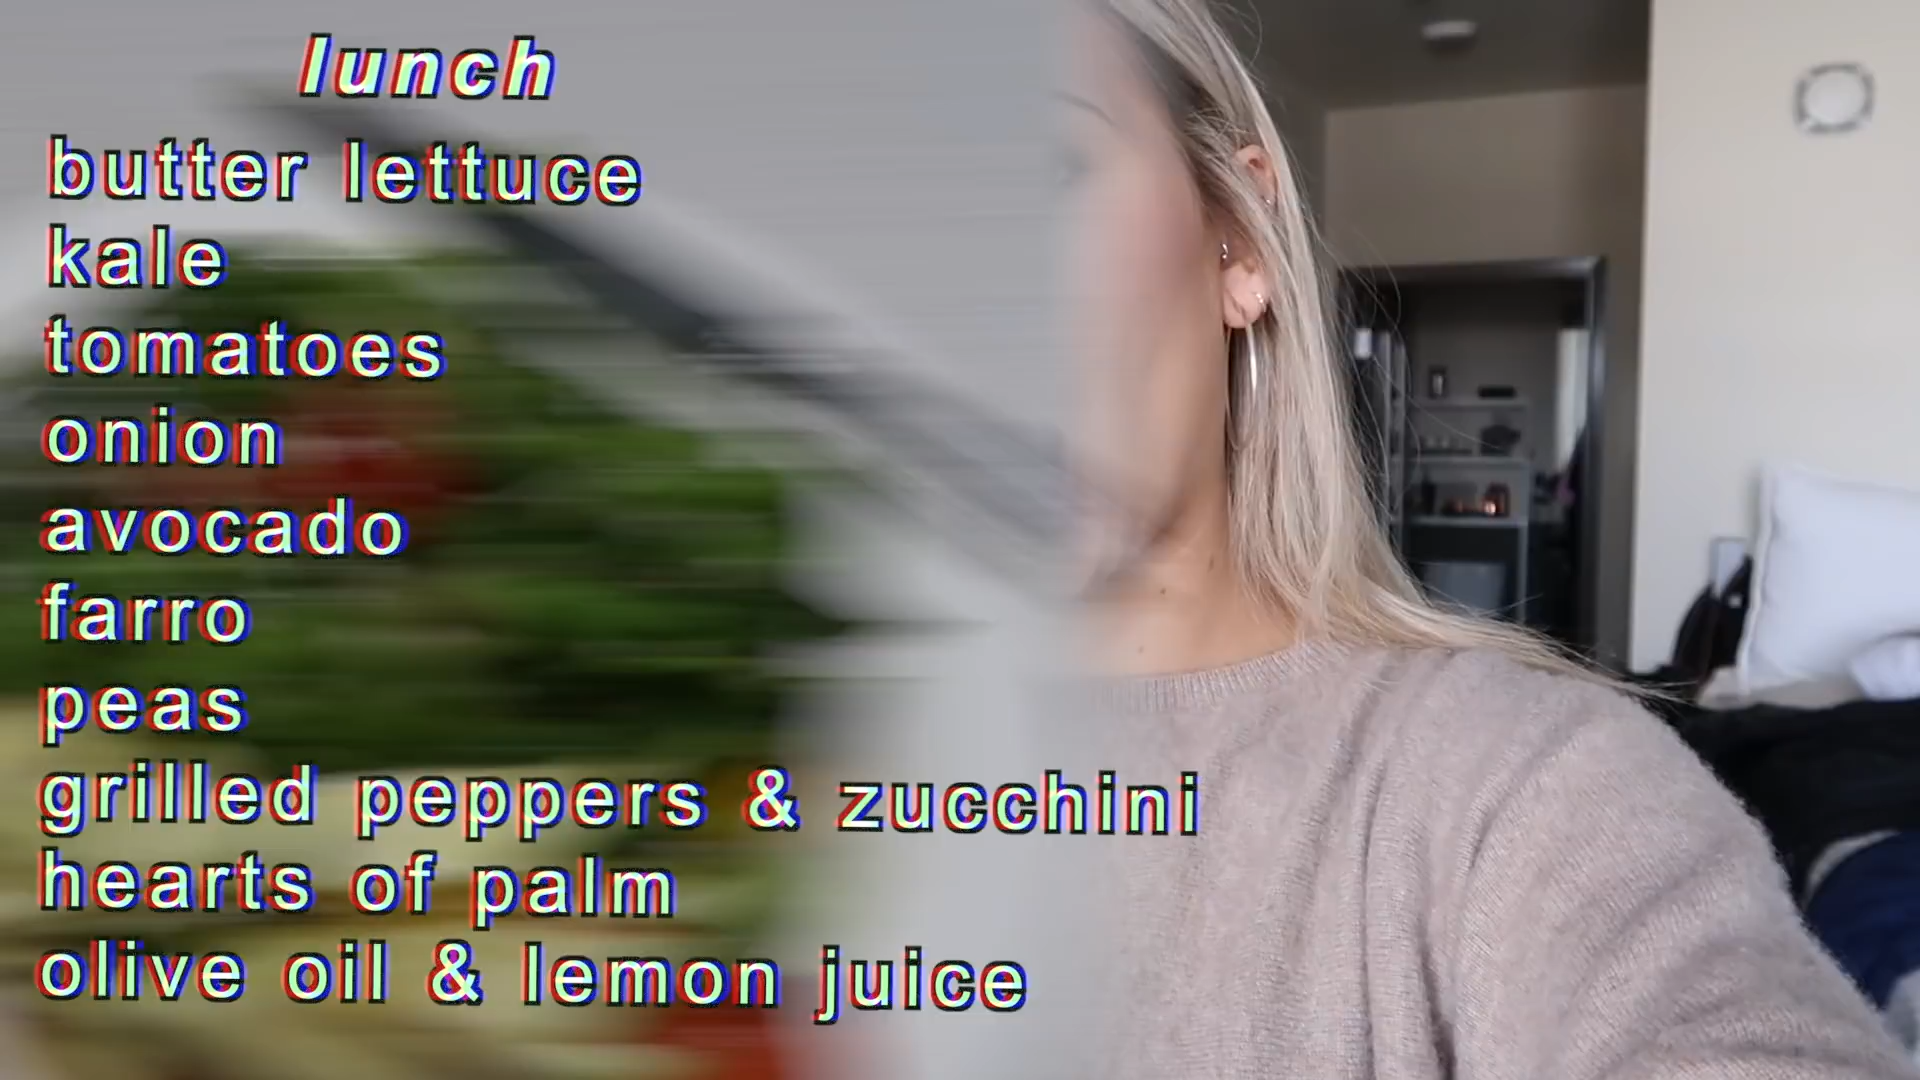 lunch
butter lettuce
kale
tomatoes
onion
avocado
farro
peas
grilled peppers & zucchini
hearts of palm
olive oil & lemon juice